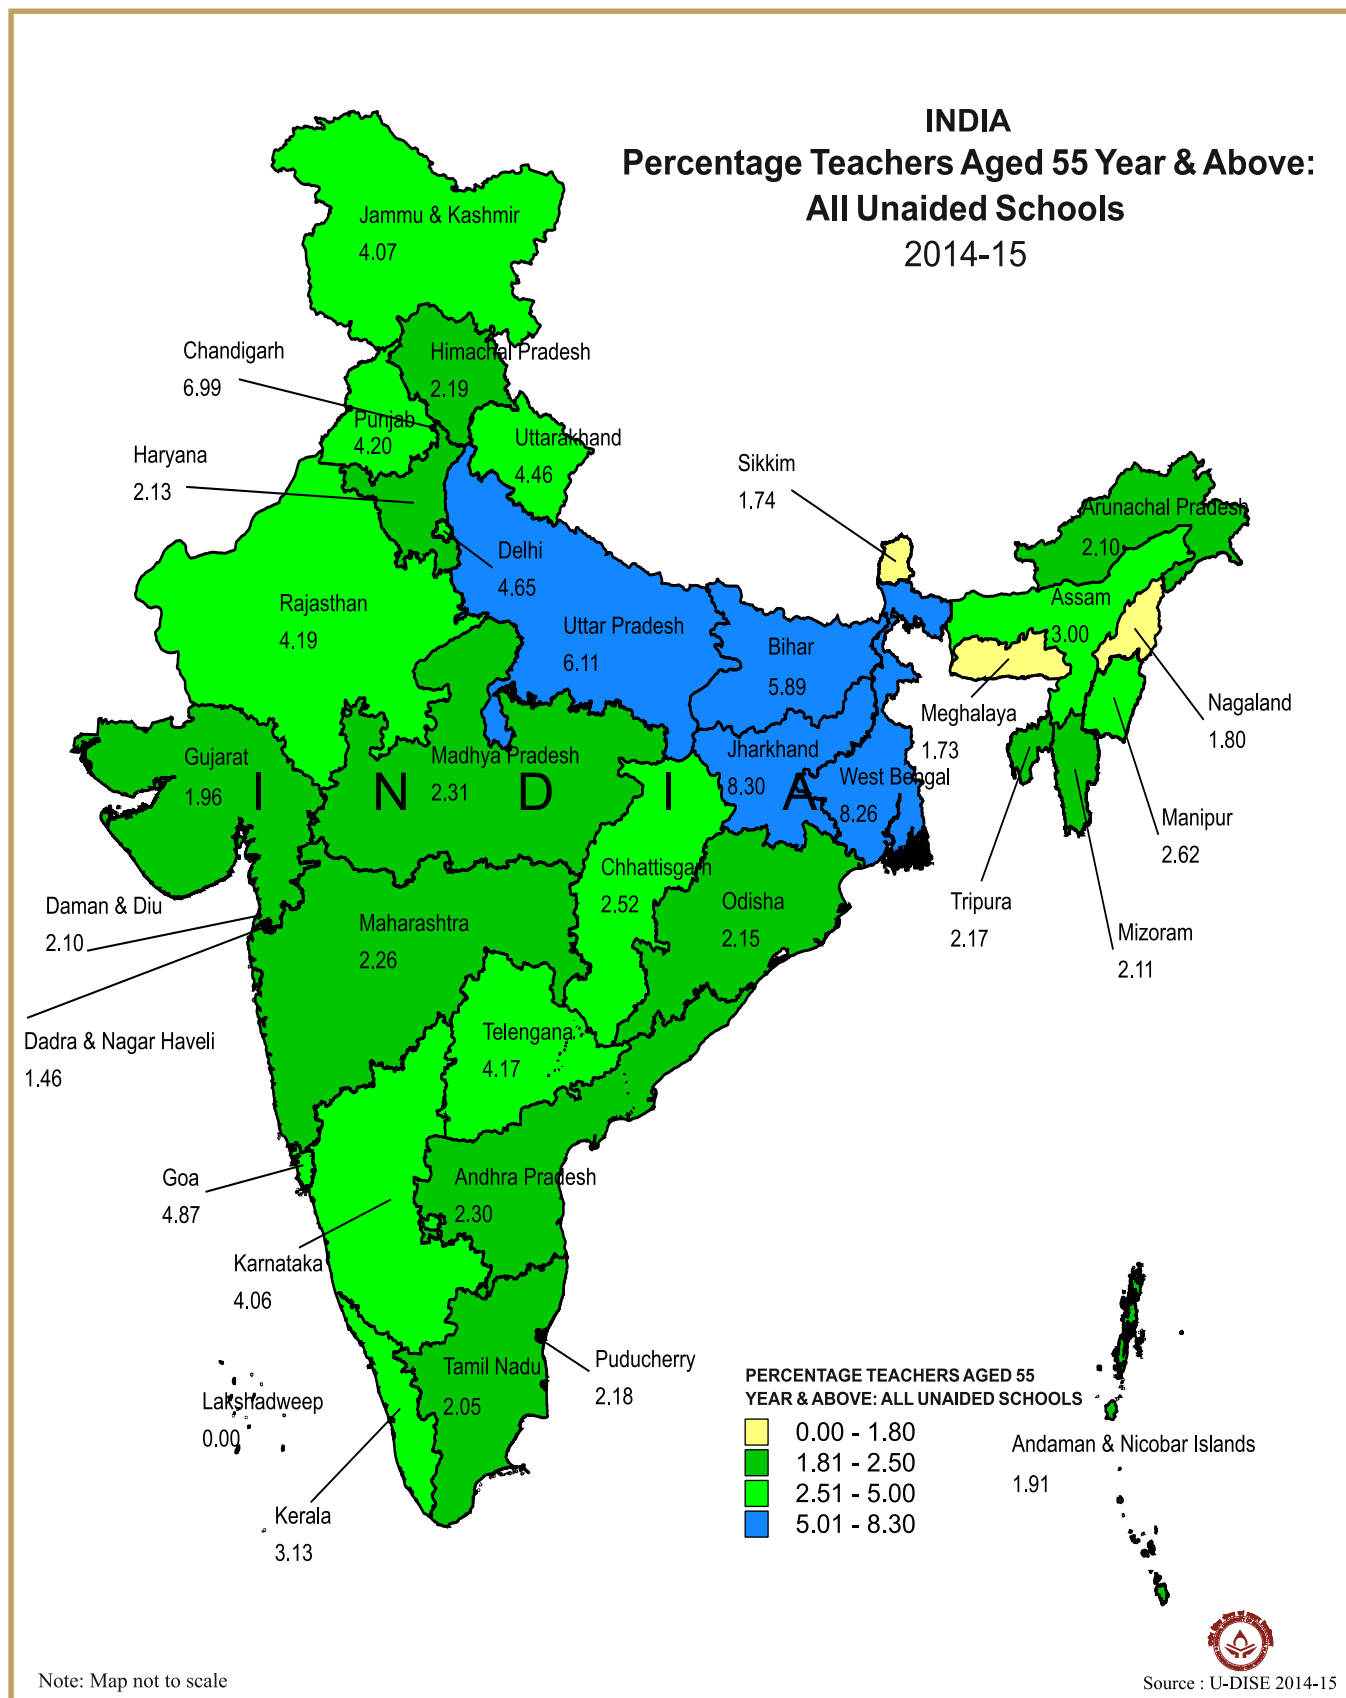 INDIA
Percentage Teachers Aged 55 Year & Above:
All Unaided Schools
2014-15
Jammu & Kashmir
4.07
Chandigarh
6.99
Himachal Pradesh
2.19
Punjab
4.20
Uttarakhand
4.46
Haryana
2.13
Sikkim
1.74
Arunachal Pradesh
2.10
Delhi
4.65
Rajasthan
4.19
Uttar Pradesh
6.11
Bihar
5.89
Assam
3.00
Meghalaya
1.73
Nagaland
1.80
Gujarat
1.96
Madhya Pradesh
2.31
Jharkhand
8.30
West Bengal
8.26
I N D I A
Manipur
2.62
Chhattisgarh
2.52
Odisha
2.15
Tripura
2.17
Mizoram
2.11
Daman & Diu
2.10
Maharashtra
2.26
Dadra & Nagar Haveli
1.46
Telengana
4.17
Goa
4.87
Andhra Pradesh
2.30
Karnataka
4.06
Tamil Nadu
2.05
Puducherry
2.18
Lakshadweep
0.00
Kerala
3.13
PERCENTAGE TEACHERS AGED 55
YEAR & ABOVE: ALL UNAIDED SCHOOLS
0.00 - 1.80
1.81 - 2.50
2.51 - 5.00
5.01 - 8.30
Andaman & Nicobar Islands
1.91
Note: Map not to scale
Source : U-DISE 2014-15